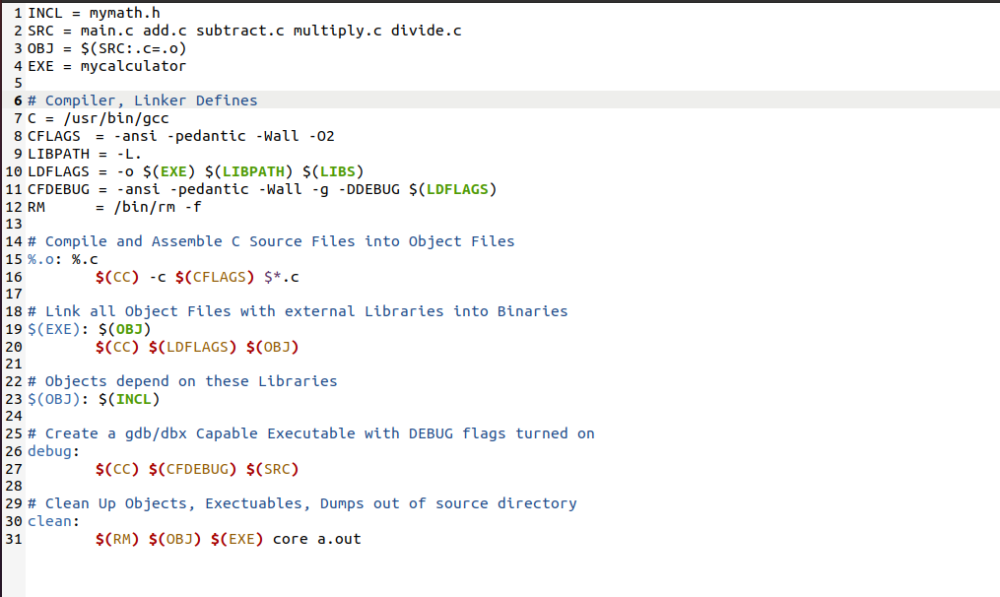 1 INCL = mymath.h
2 SRC = main.c add.c subtract.c multiply.c divide.c
3 OBJ = $(SRC:.c=.o)
4 EXE = mycalculator
5
6 # Compiler, Linker Defines
7 C = /usr/bin/gcc
8 CFLAGS  = -ansi -pedantic -Wall -O2
9 LIBPATH = -L.
10 LDFLAGS = -o $(EXE) $(LIBPATH) $(LIBS)
11 CFDEBUG = -ansi -pedantic -Wall -g -DDEBUG $(LDFLAGS)
12 RM      = /bin/rm -f
13
14 # Compile and Assemble C Source Files into Object Files
15 %.o: %.c
16         $(CC) -c $(CFLAGS) $*.c
17
18 # Link all Object Files with external Libraries into Binaries
19 $(EXE): $(OBJ)
20         $(CC) $(LDFLAGS) $(OBJ)
21
22 # Objects depend on these Libraries
23 $(OBJ): $(INCL)
24
25 # Create a gdb/dbx Capable Executable with DEBUG flags turned on
26 debug:
27         $(CC) $(CFDEBUG) $(SRC)
28
29 # Clean Up Objects, Exectuables, Dumps out of source directory
30 clean:
31         $(RM) $(OBJ) $(EXE) core a.out